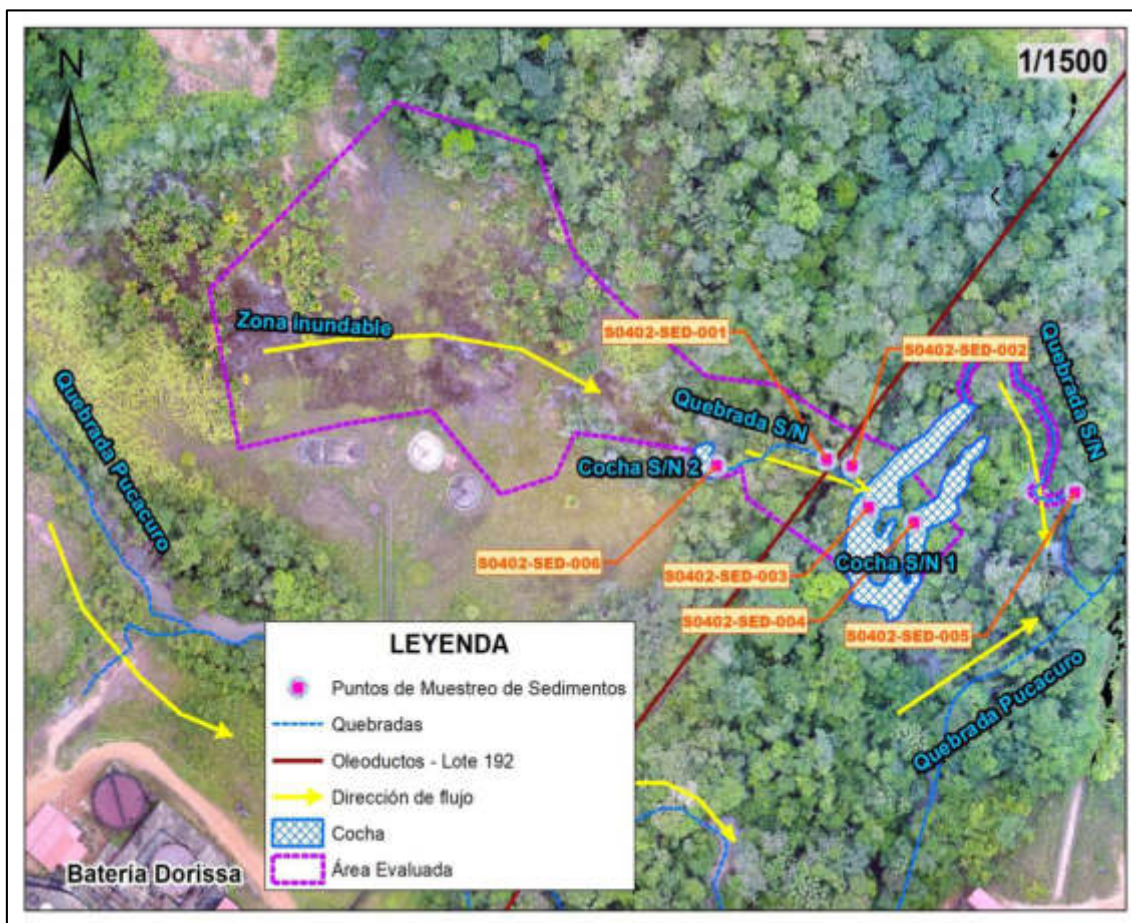 N
1/1500
Zona Inundable
S0402-SED-001
S0402-SED-002
Quebrada S/N
Quebrada S/N
Quebrada Pucacuro
Cocha S/N 2
S0402-SED-006
S0402-SED-003
Cocha S/N 1
S0402-SED-004
S0402-SED-005
Quebrada Pucacuro
LEYENDA
Puntos de Muestreo de Sedimentos
Quebradas
Oleoductos - Lote 192
Dirección de flujo
Cocha
Área Evaluada
Batería Dorissa